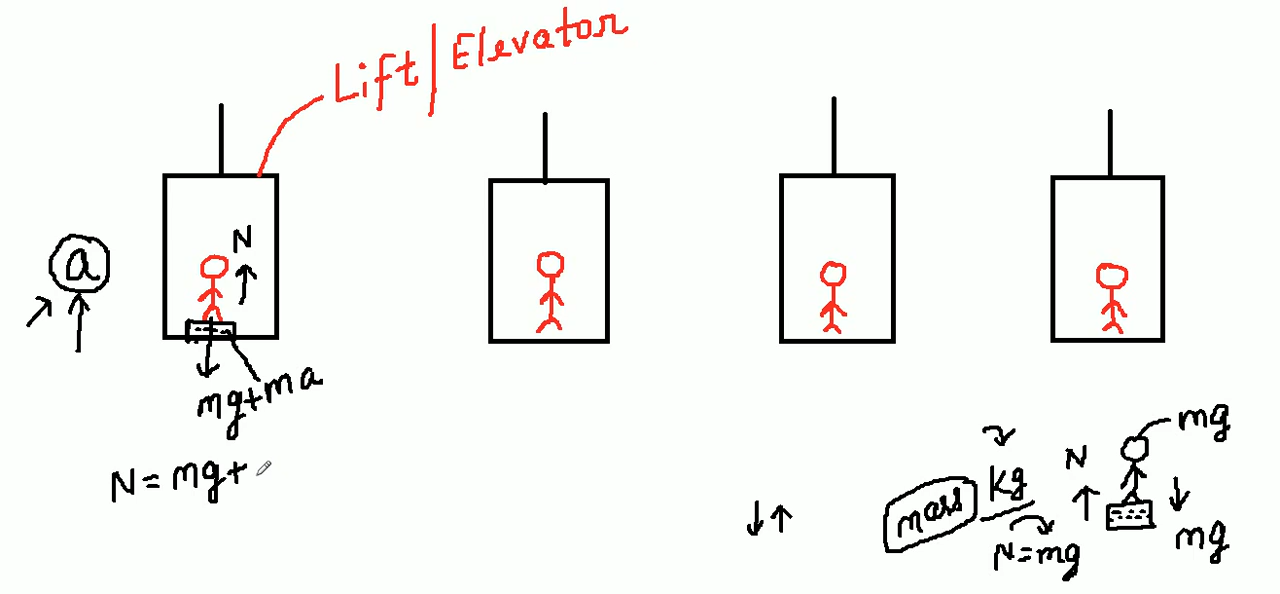 Lift/Elevator
N
a
mg+ma
N=mg+
mg
N
kg
mass
N=mg
mg